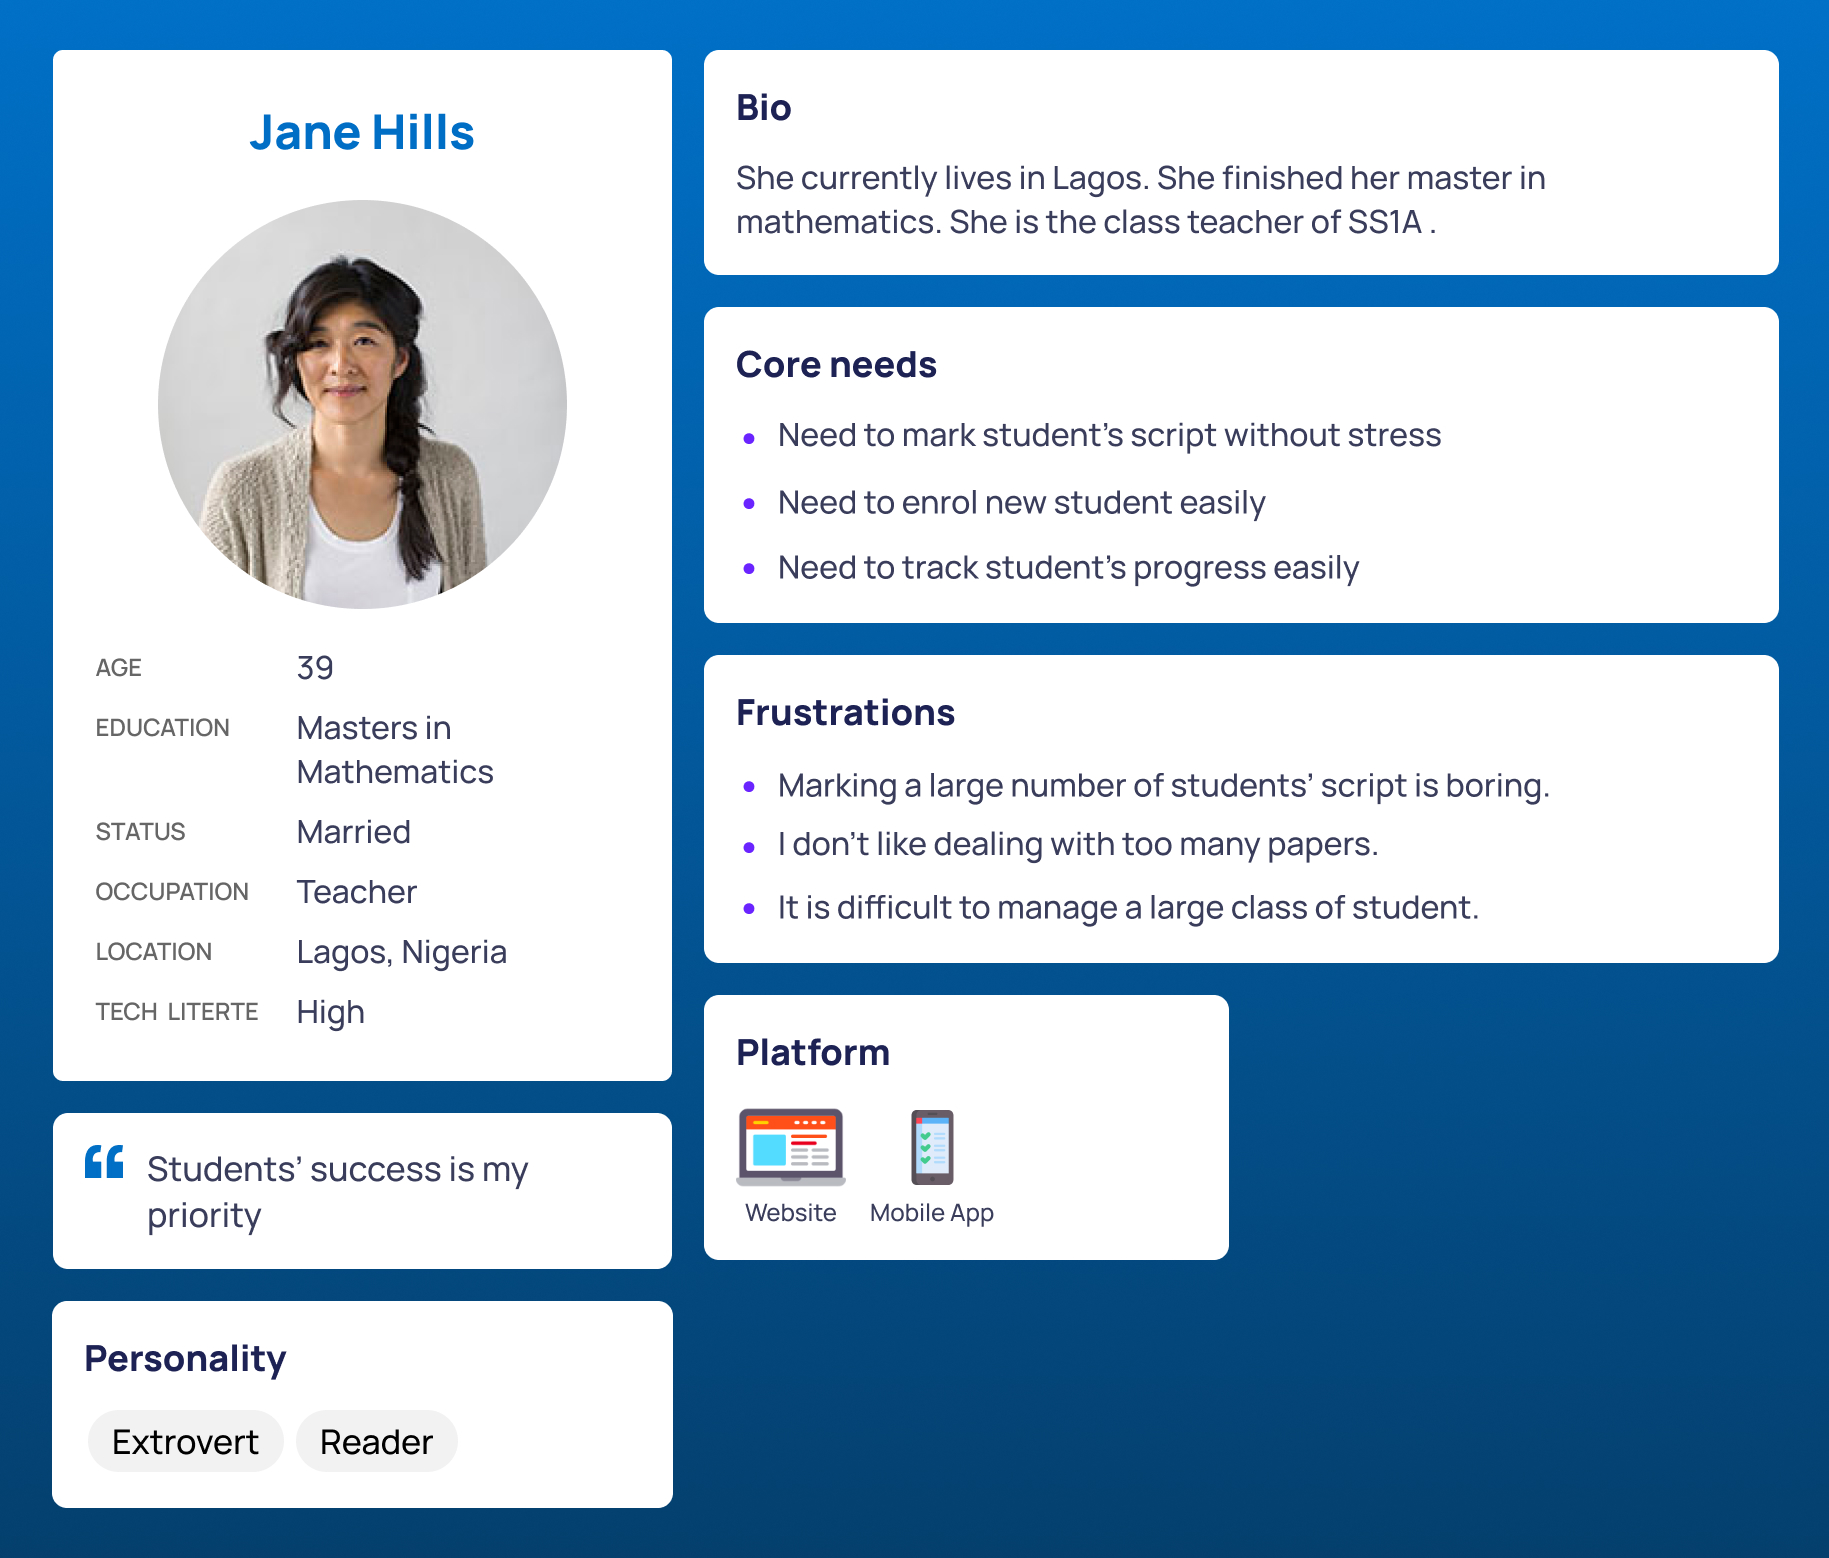 Jane Hills
AGE 39
EDUCATION Masters in
Mathematics
STATUS Married
OCCUPATION Teacher
LOCATION Lagos, Nigeria
TECH LITERTE High
“ Students’ success is my
priority
Personality
Extrovert Reader
Bio
She currently lives in Lagos. She finished her master in
mathematics. She is the class teacher of SS1A .
Core needs
• Need to mark student’s script without stress
• Need to enrol new student easily
• Need to track student’s progress easily
Frustrations
• Marking a large number of students’ script is boring.
• I don’t like dealing with too many papers.
• It is difficult to manage a large class of student.
Platform
Website Mobile App